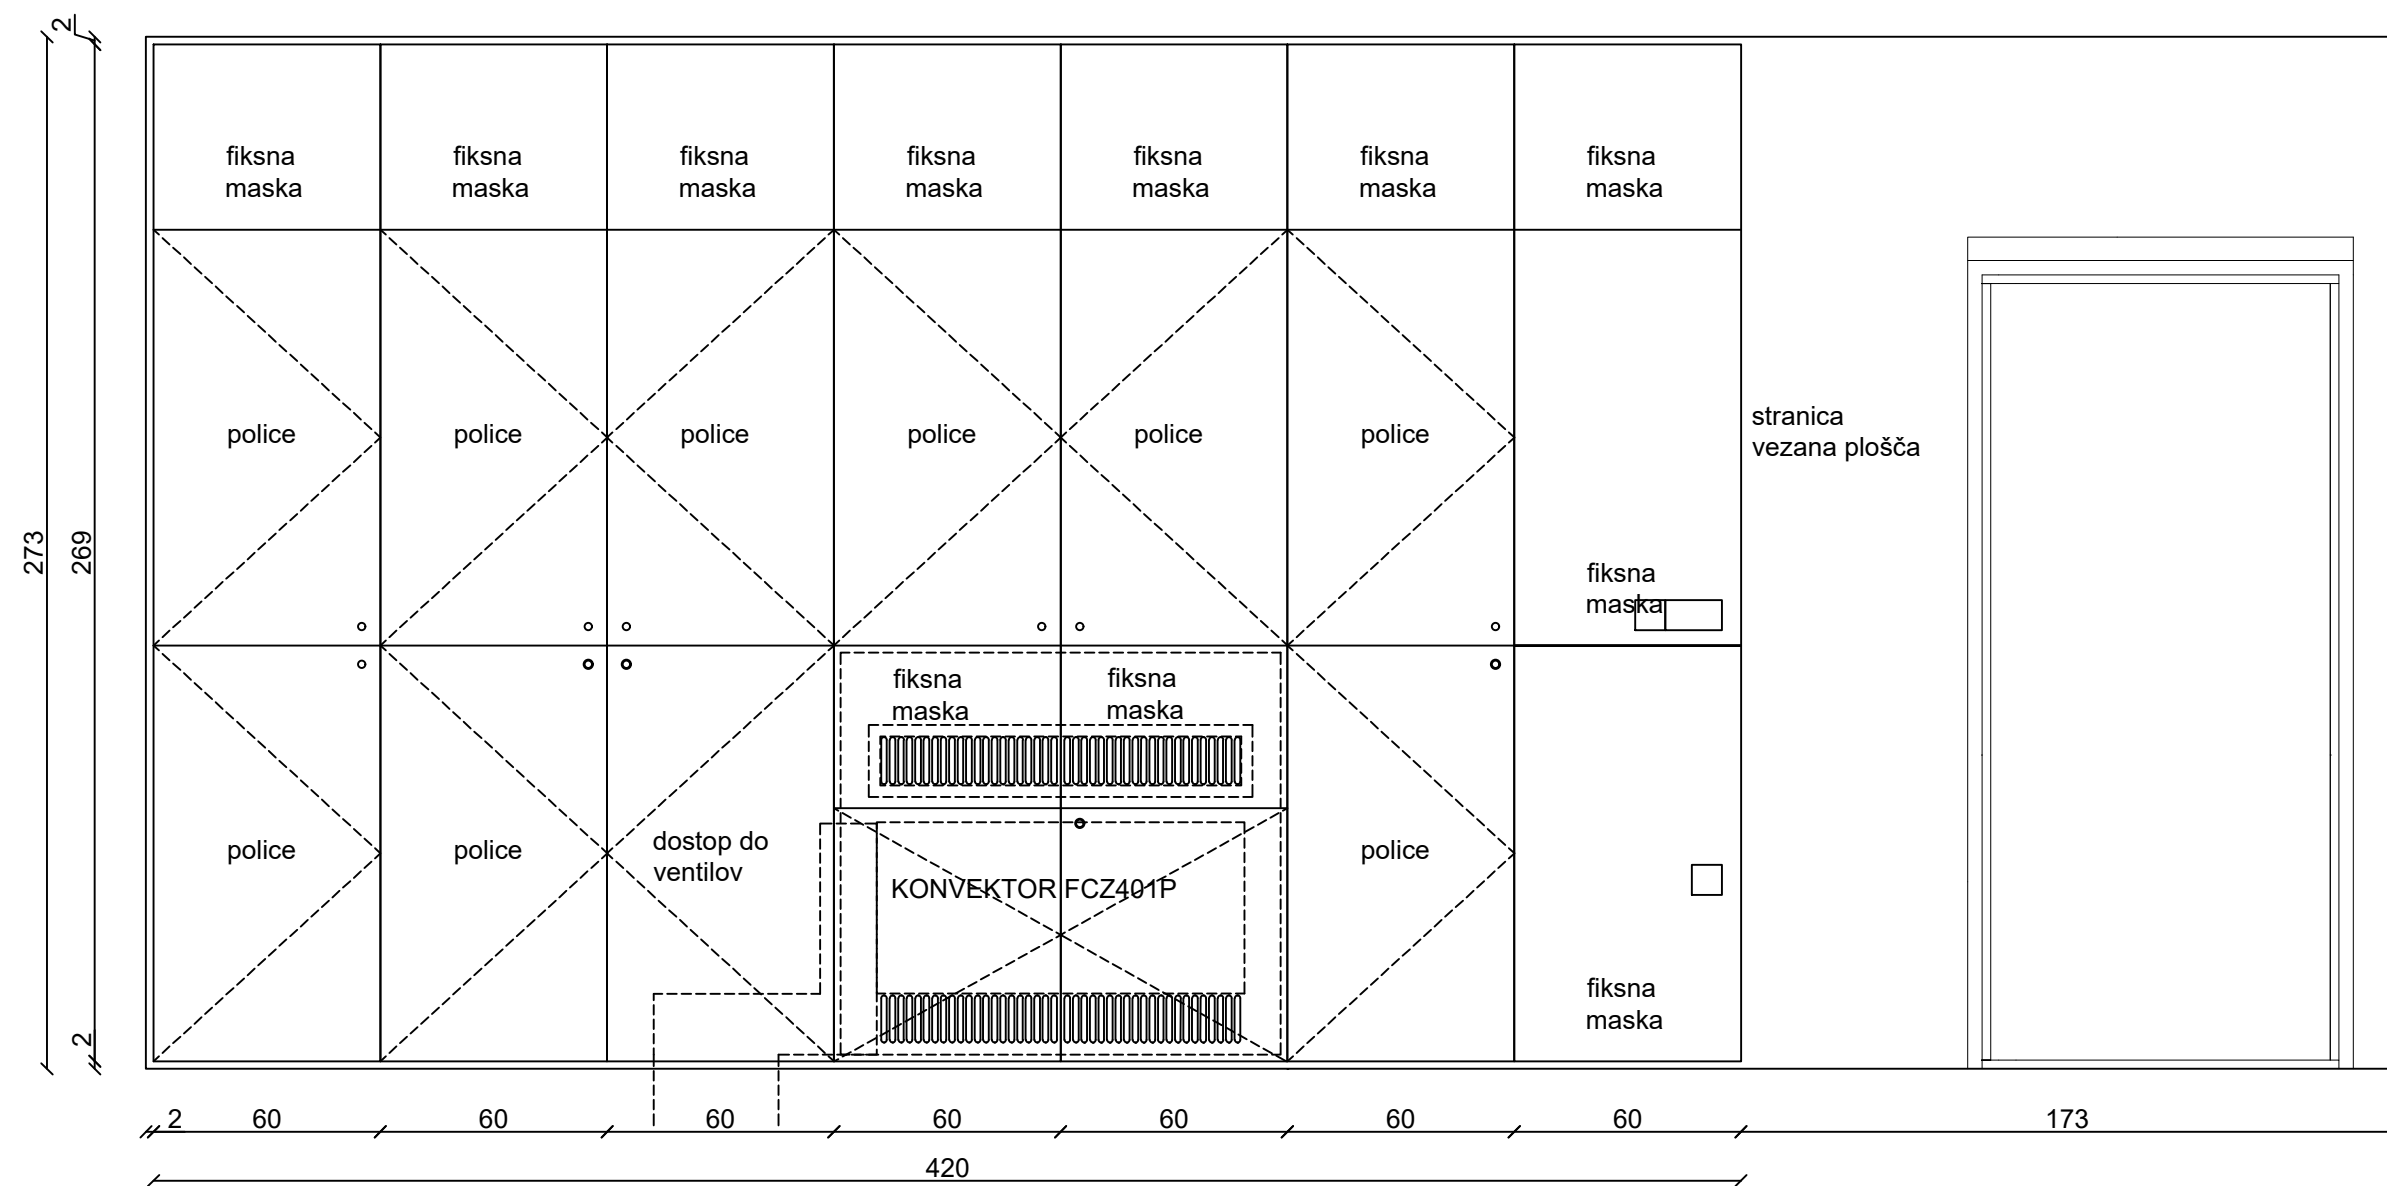 2
fiksna
maska
fiksna
maska
fiksna
maska
fiksna
maska
fiksna
maska
fiksna
maska
fiksna
maska
police
police
police
police
police
police
stranica
vezana plošča
273
269
fiksna
maska
fiksna
maska
fiksna
maska
police
police
dostop do
ventilov
KONVEKTOR FCZ401P
police
fiksna
maska
2
2
60
60
60
60
60
60
60
173
420